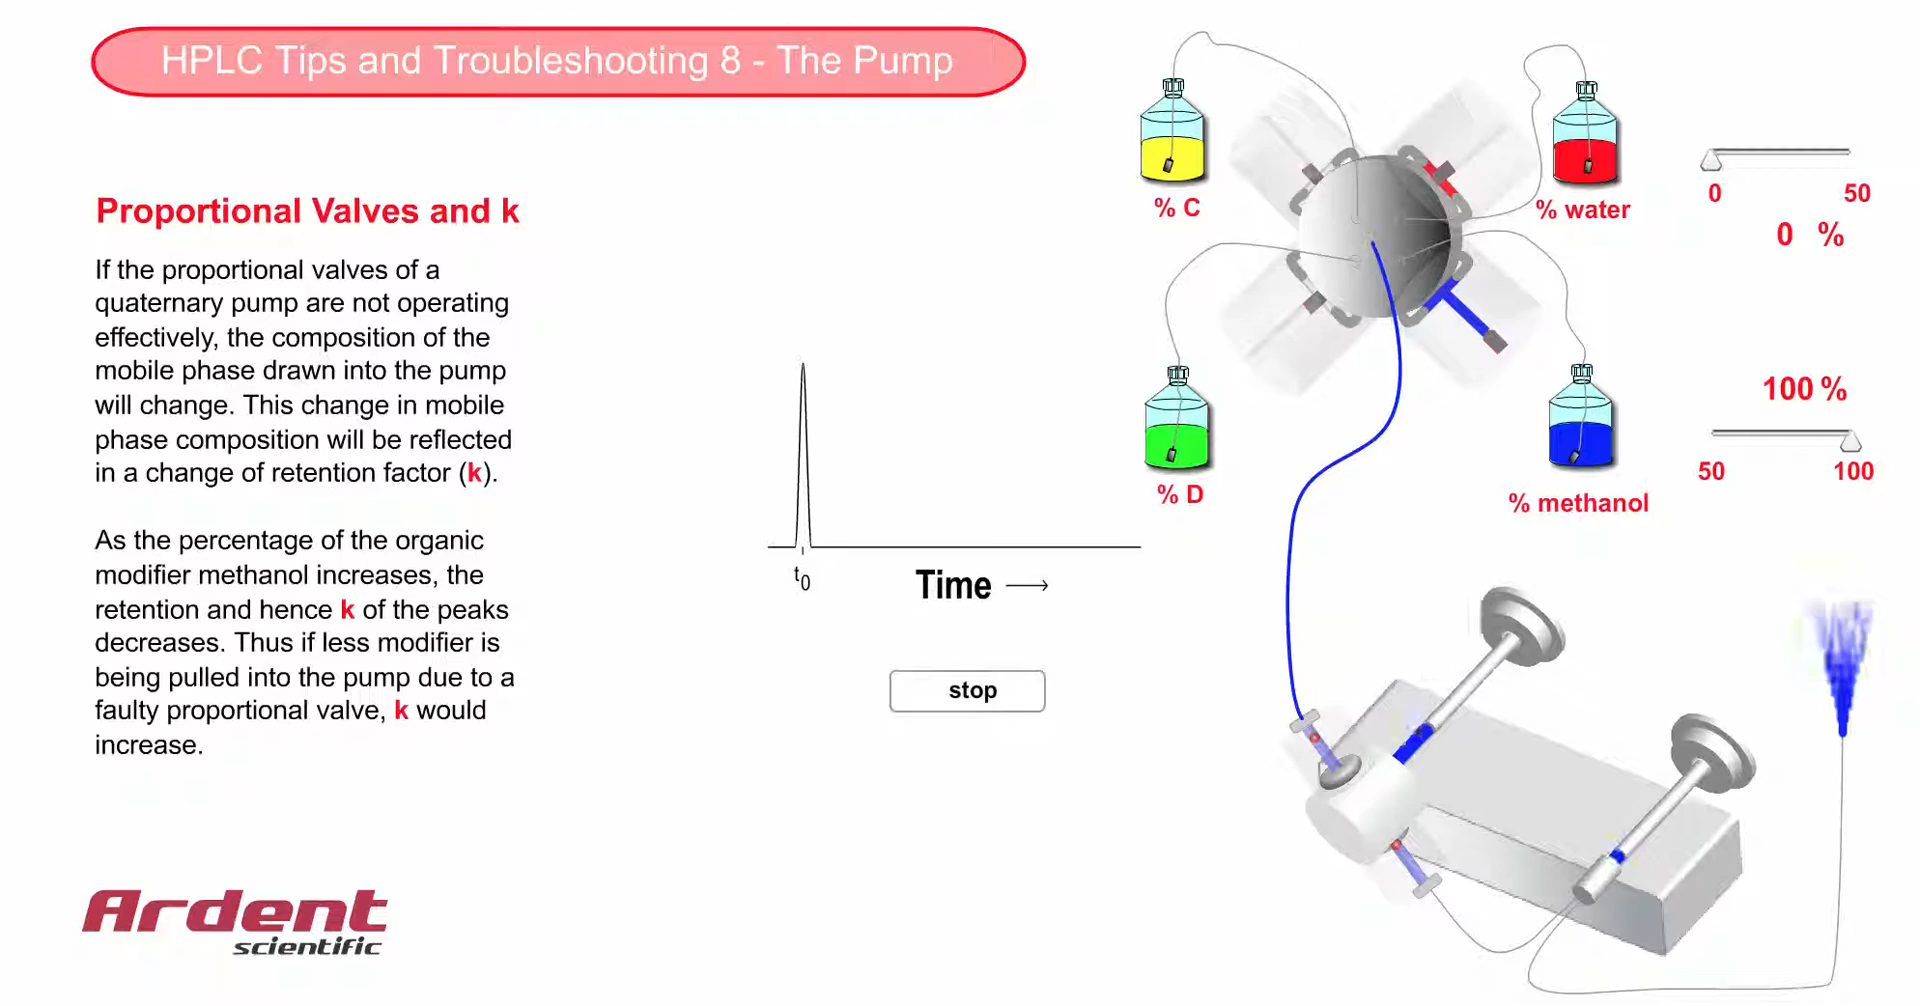 HPLC Tips and Troubleshooting 8 - The Pump
Proportional Valves and k
If the proportional valves of a
quaternary pump are not operating
effectively, the composition of the
mobile phase drawn into the pump
will change. This change in mobile
phase composition will be reflected
in a change of retention factor (k).
As the percentage of the organic
modifier methanol increases, the
retention and hence k of the peaks
decreases. Thus if less modifier is
being pulled into the pump due to a
faulty proportional valve, k would
increase.
t0
Time
stop
% C
% water
0 50
0 %
% D
% methanol
100 %
50 100
Ardent
scientific